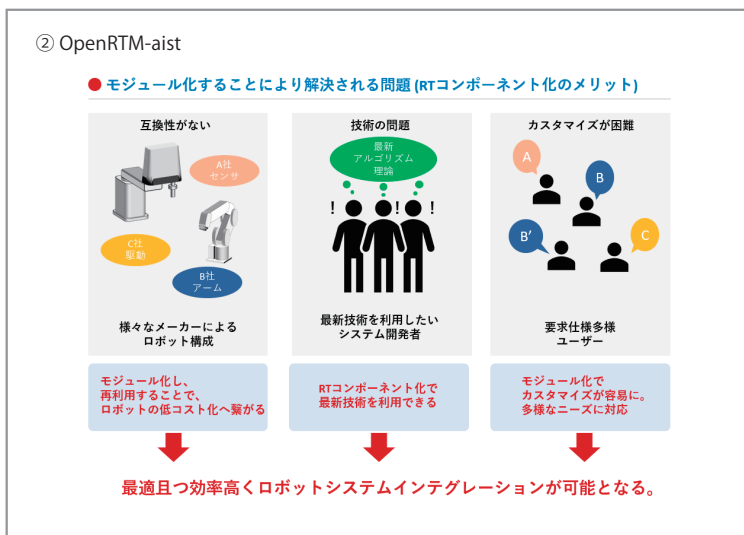 ② OpenRTM-aist
● モジュール化することにより解決される問題 (RTコンポーネント化のメリット)
互換性がない
A社
センサ
C社
駆動
B社
アーム
様々なメーカーによる
ロボット構成
モジュール化し、
再利用することで、
ロボットの低コスト化へ繋がる
技術の問題
最新
アルゴリズム
理論
! ! !
最新技術を利用したい
システム開発者
RTコンポーネント化で
最新技術を利用できる
カスタマイズが困難
A
B
B′
C
要求仕様多様
ユーザー
モジュール化で
カスタマイズが容易に。
多様なニーズに対応
最適且つ効率高くロボットシステムインテグレーションが可能となる。